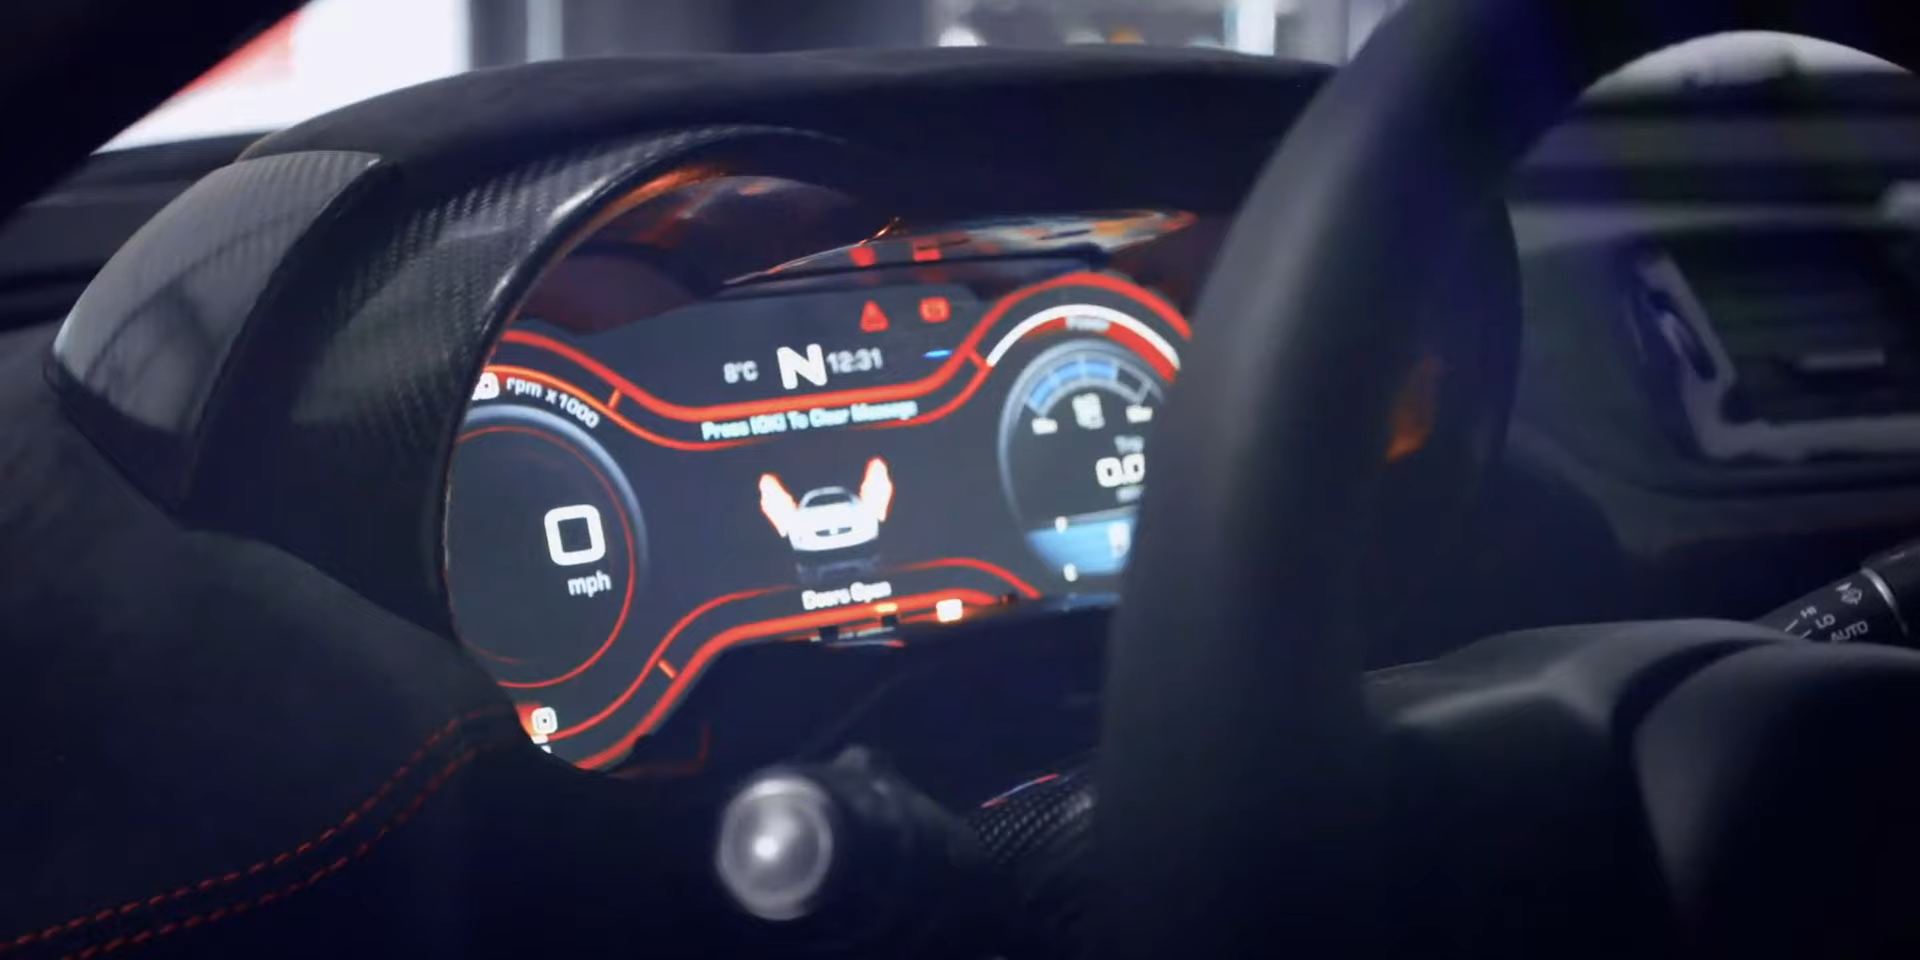 8°C N 12:31
rpm x1000
Press [OK] To Clear Message
0
mph
0.0
Doors Open
HI
LO
AUTO